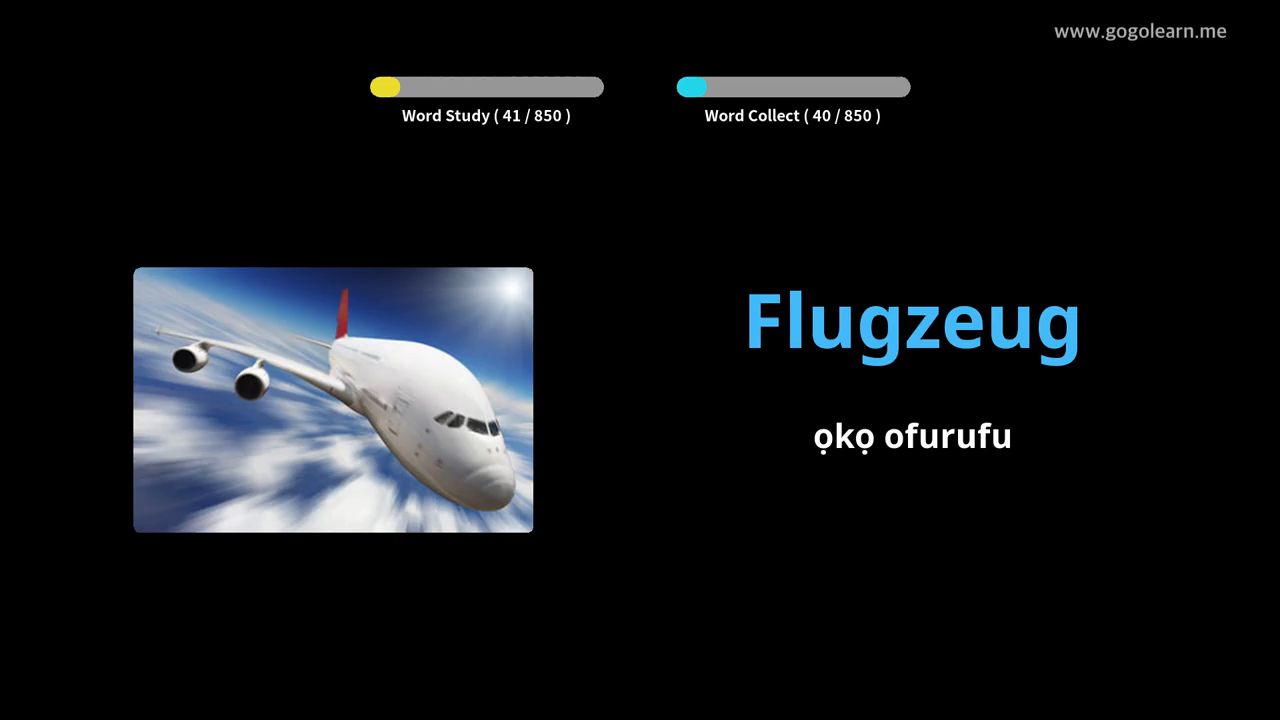 www.gogolearn.me
Word Study ( 41 / 850 )
Word Collect ( 40 / 850 )
Flugzeug
ọkọ ofurufu